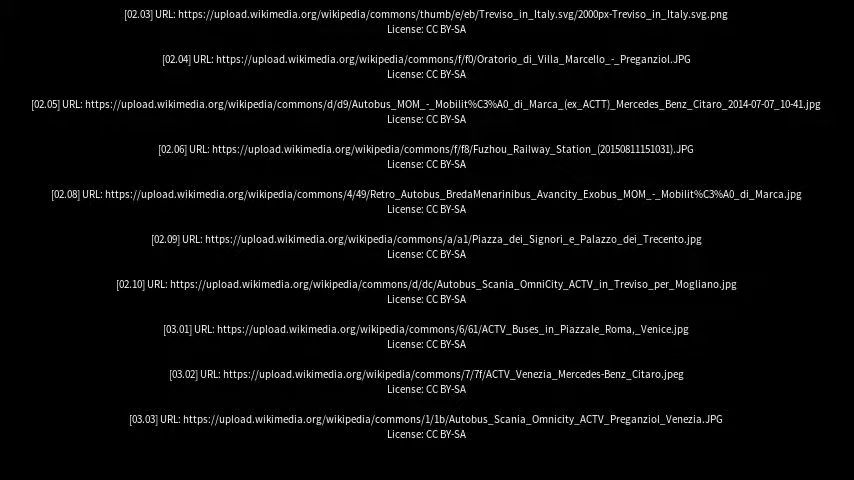 [02.03] URL: https://upload.wikimedia.org/wikipedia/commons/thumb/e/eb/Treviso_in_Italy.svg/2000px-Treviso_in_Italy.svg.png
License: CC BY-SA
[02.04] URL: https://upload.wikimedia.org/wikipedia/commons/f/f0/Oratorio_di_Villa_Marcello_-_Preganziol.JPG
License: CC BY-SA
[02.05] URL: https://upload.wikimedia.org/wikipedia/commons/d/d9/Autobus_MOM_-_Mobilit%C3%A0_di_Marca_(ex_ACTT)_Mercedes_Benz_Citaro_2014-07-07_10-41.jpg
License: CC BY-SA
[02.06] URL: https://upload.wikimedia.org/wikipedia/commons/f/f8/Fuzhou_Railway_Station_(20150811151031).JPG
License: CC BY-SA
[02.08] URL: https://upload.wikimedia.org/wikipedia/commons/4/49/Retro_Autobus_BredaMenarinibus_Avancity_Exobus_MOM_-_Mobilit%C3%A0_di_Marca.jpg
License: CC BY-SA
[02.09] URL: https://upload.wikimedia.org/wikipedia/commons/a/a1/Piazza_dei_Signori_e_Palazzo_dei_Trecento.jpg
License: CC BY-SA
[02.10] URL: https://upload.wikimedia.org/wikipedia/commons/d/dc/Autobus_Scania_OmniCity_ACTV_in_Treviso_per_Mogliano.jpg
License: CC BY-SA
[03.01] URL: https://upload.wikimedia.org/wikipedia/commons/6/61/ACTV_Buses_in_Piazzale_Roma,_Venice.jpg
License: CC BY-SA
[03.02] URL: https://upload.wikimedia.org/wikipedia/commons/7/7f/ACTV_Venezia_Mercedes-Benz_Citaro.jpeg
License: CC BY-SA
[03.03] URL: https://upload.wikimedia.org/wikipedia/commons/1/1b/Autobus_Scania_Omnicity_ACTV_Preganziol_Venezia.JPG
License: CC BY-SA